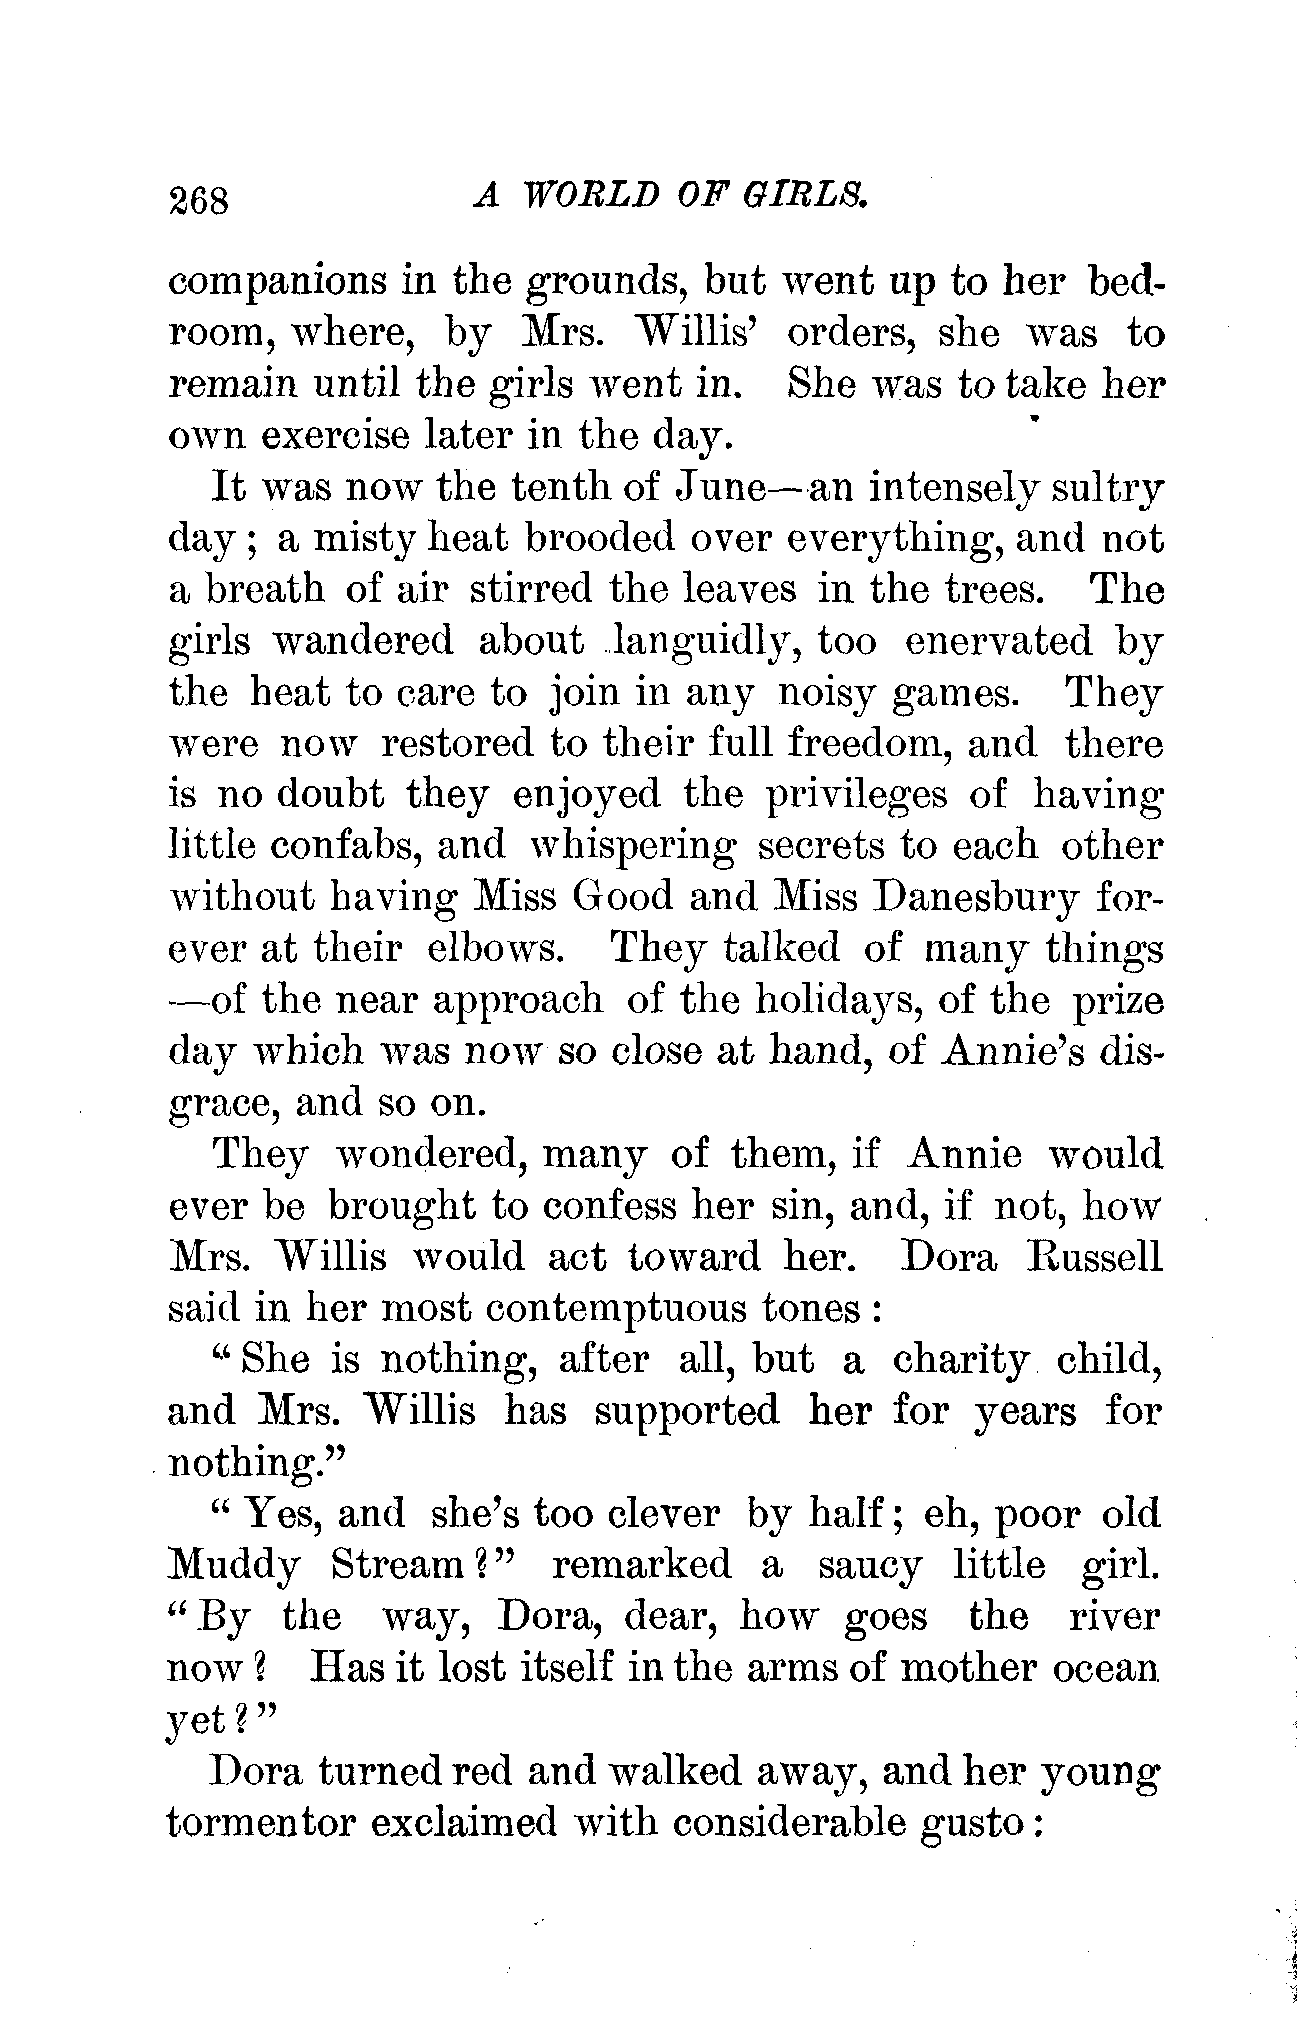 268 A WORLD OF GIRLS.
companions in the grounds, but went up to her bed-
room, where, by Mrs. Willis’ orders, she was to
remain until the girls went in. She was to take her
own exercise later in the day.
It was now the tenth of June—an intensely sultry
day; a misty heat brooded over everything, and not
a breath of air stirred the leaves in the trees. The
girls wandered about languidly, too enervated by
the heat to care to join in any noisy games. They
were now restored to their full freedom, and there
is no doubt they enjoyed the privileges of having
little confabs, and whispering secrets to each other
without having Miss Good and Miss Danesbury for-
ever at their elbows. They talked of many things
—of the near approach of the holidays, of the prize
day which was now so close at hand, of Annie’s dis-
grace, and so on.
They wondered, many of them, if Annie would
ever be brought to confess her sin, and, if not, how
Mrs. Willis would act toward her. Dora Russell
said in her most contemptuous tones:
“She is nothing, after all, but a charity child,
and Mrs. Willis has supported her for years for
nothing.”
“Yes, and she’s too clever by half; eh, poor old
Muddy Stream?” remarked a saucy little girl.
“By the way, Dora, dear, how goes the river
now? Has it lost itself in the arms of mother ocean
yet?”
Dora turned red and walked away, and her young
tormentor exclaimed with considerable gusto: